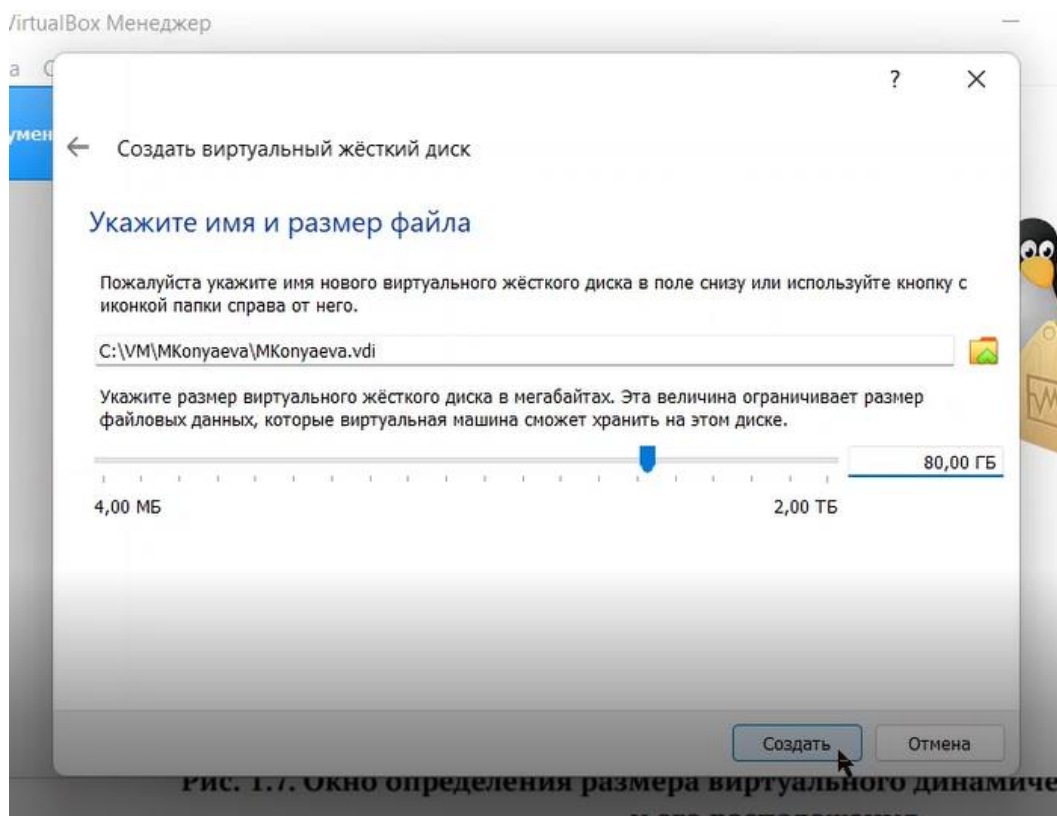 VirtualBox Менеджер
а С
умен
? ×
← Создать виртуальный жёсткий диск
Укажите имя и размер файла
Пожалуйста укажите имя нового виртуального жёсткого диска в поле снизу или используйте кнопку с
иконкой папки справа от него.
C:\VM\MKonyaeva\MKonyaeva.vdi
Укажите размер виртуального жёсткого диска в мегабайтах. Эта величина ограничивает размер
файловых данных, которые виртуальная машина сможет хранить на этом диске.
80,00 ГБ
4,00 МБ 2,00 ТБ
Создать Отмена
Рис. 1.7. Окно определения размера виртуального динамиче